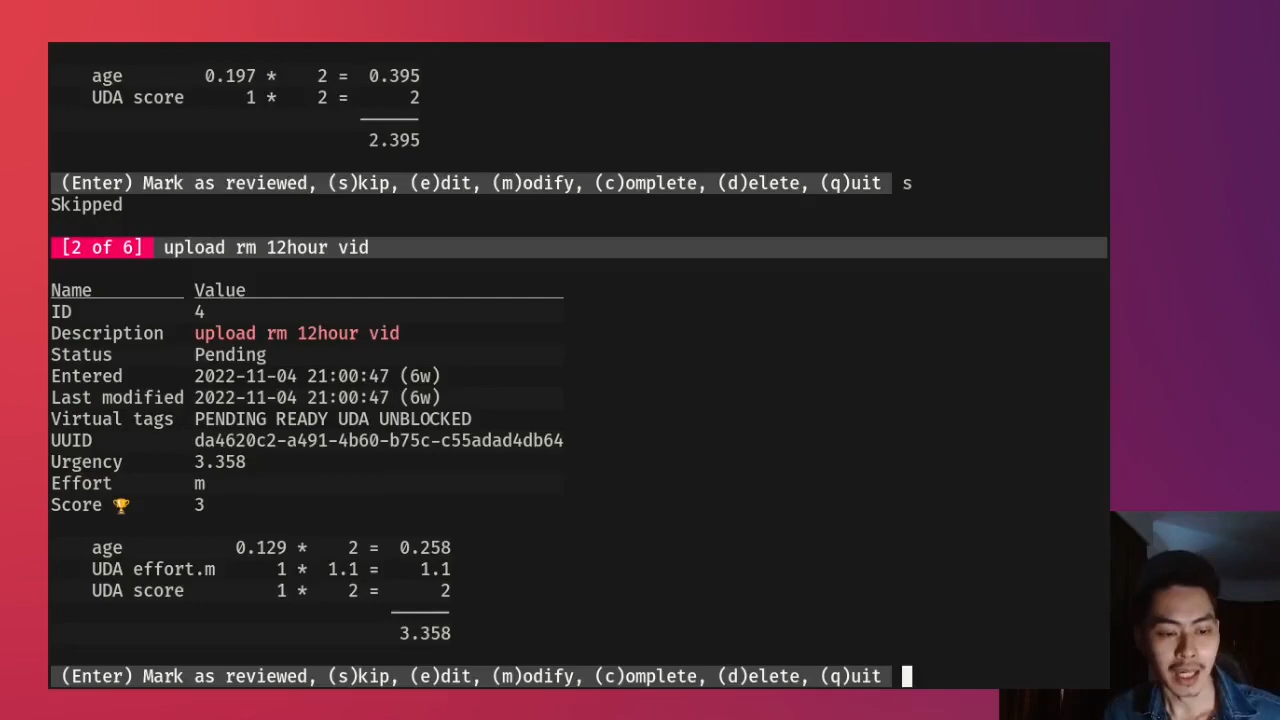 age 0.197 * 2 = 0.395
UDA score 1 * 2 = 2
2.395
(Enter) Mark as reviewed, (s)kip, (e)dit, (m)odify, (c)omplete, (d)elete, (q)uit s
Skipped
[2 of 6] upload rm 12hour vid
Name Value
ID 4
Description upload rm 12hour vid
Status Pending
Entered 2022-11-04 21:00:47 (6w)
Last modified 2022-11-04 21:00:47 (6w)
Virtual tags PENDING READY UDA UNBLOCKED
UUID da4620c2-a491-4b60-b75c-c55adad4db64
Urgency 3.358
Effort m
Score 🏆 3
age 0.129 * 2 = 0.258
UDA effort.m 1 * 1.1 = 1.1
UDA score 1 * 2 = 2
3.358
(Enter) Mark as reviewed, (s)kip, (e)dit, (m)odify, (c)omplete, (d)elete, (q)uit